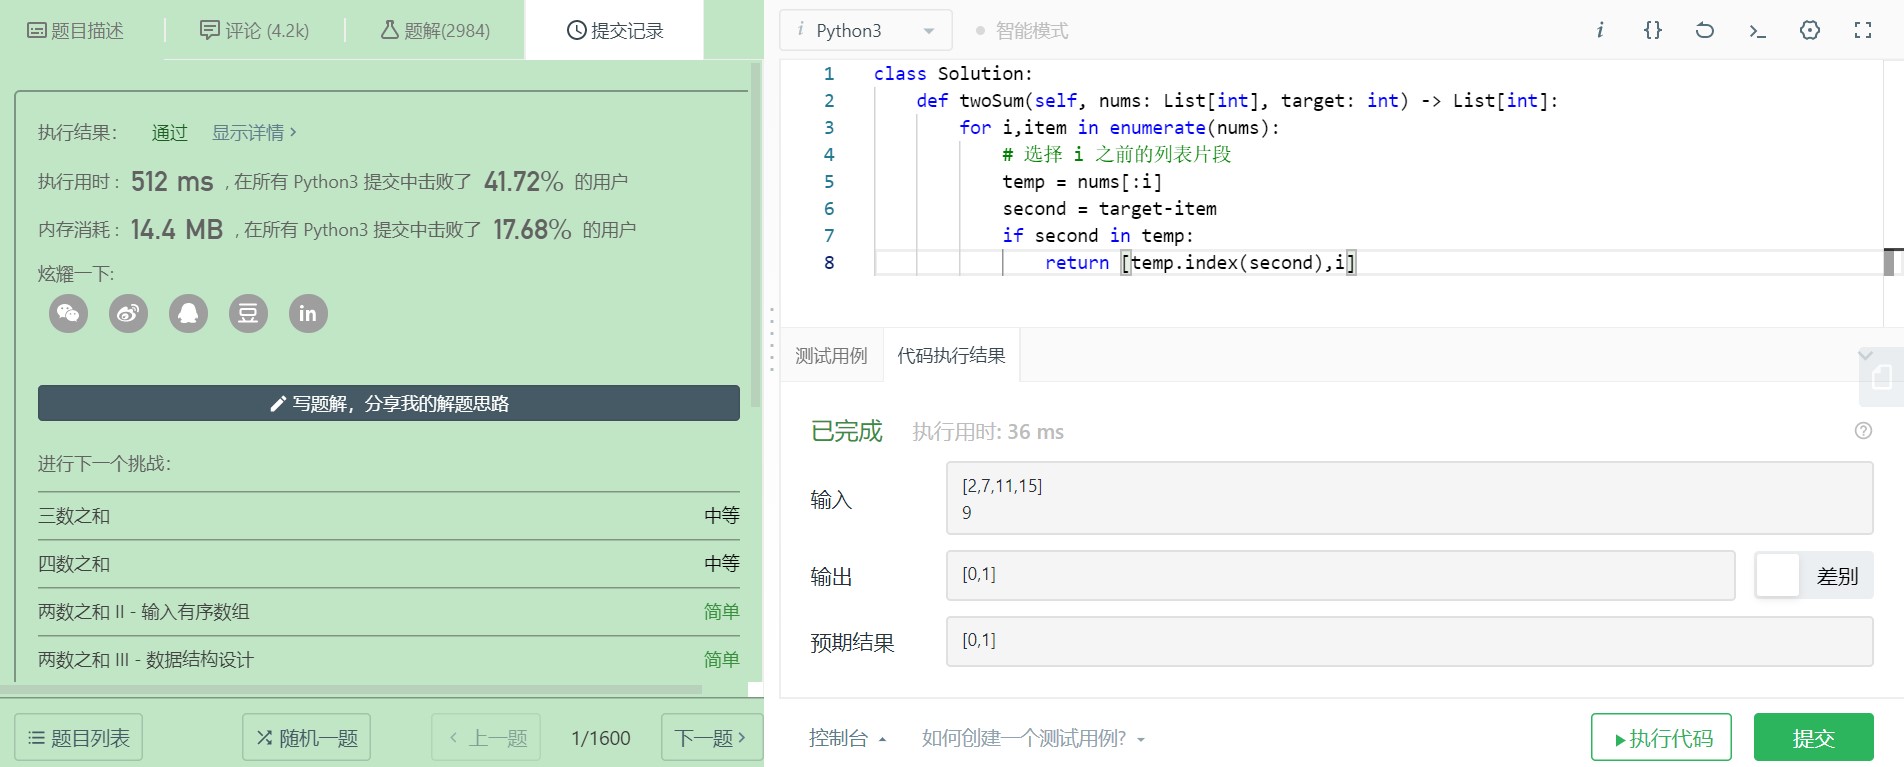 题目描述
评论 (4.2k)
题解(2984)
提交记录
执行结果：
通过
显示详情 >
执行用时 :
512 ms
, 在所有 Python3 提交中击败了
41.72%
的用户
内存消耗 :
14.4 MB
, 在所有 Python3 提交中击败了
17.68%
的用户
炫耀一下:
豆
in
写题解，分享我的解题思路
进行下一个挑战：
三数之和
中等
四数之和
中等
两数之和 II - 输入有序数组
简单
两数之和 III - 数据结构设计
简单
题目列表
随机一题
< 上一题
1/1600
下一题 >
i Python3
智能模式
i
{}
>_
1 class Solution:
2 def twoSum(self, nums: List[int], target: int) -> List[int]:
3 for i,item in enumerate(nums):
4 # 选择 i 之前的列表片段
5 temp = nums[:i]
6 second = target-item
7 if second in temp:
8 return [temp.index(second),i]
测试用例
代码执行结果
已完成
执行用时: 36 ms
?
输入
[2,7,11,15]
9
输出
[0,1]
差别
预期结果
[0,1]
控制台
如何创建一个测试用例?
执行代码
提交